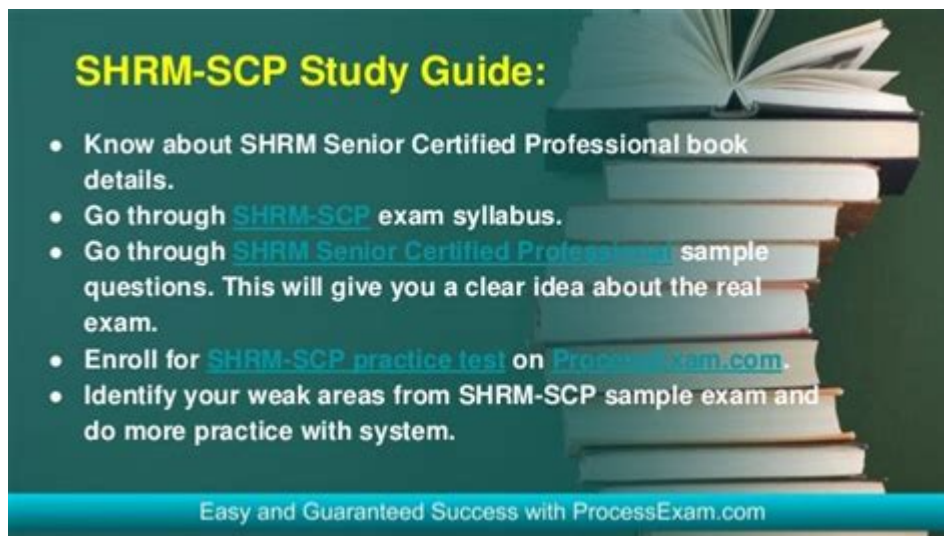 SHRM-SCP Study Guide:
● Know about SHRM Senior Certified Professional book
details.
● Go through SHRM-SCP exam syllabus.
● Go through SHRM Senior Certified Professional sample
questions. This will give you a clear idea about the real
exam.
● Enroll for SHRM-SCP practice test on ProcessExam.com.
● Identify your weak areas from SHRM-SCP sample exam and
do more practice with system.
Easy and Guaranteed Success with ProcessExam.com